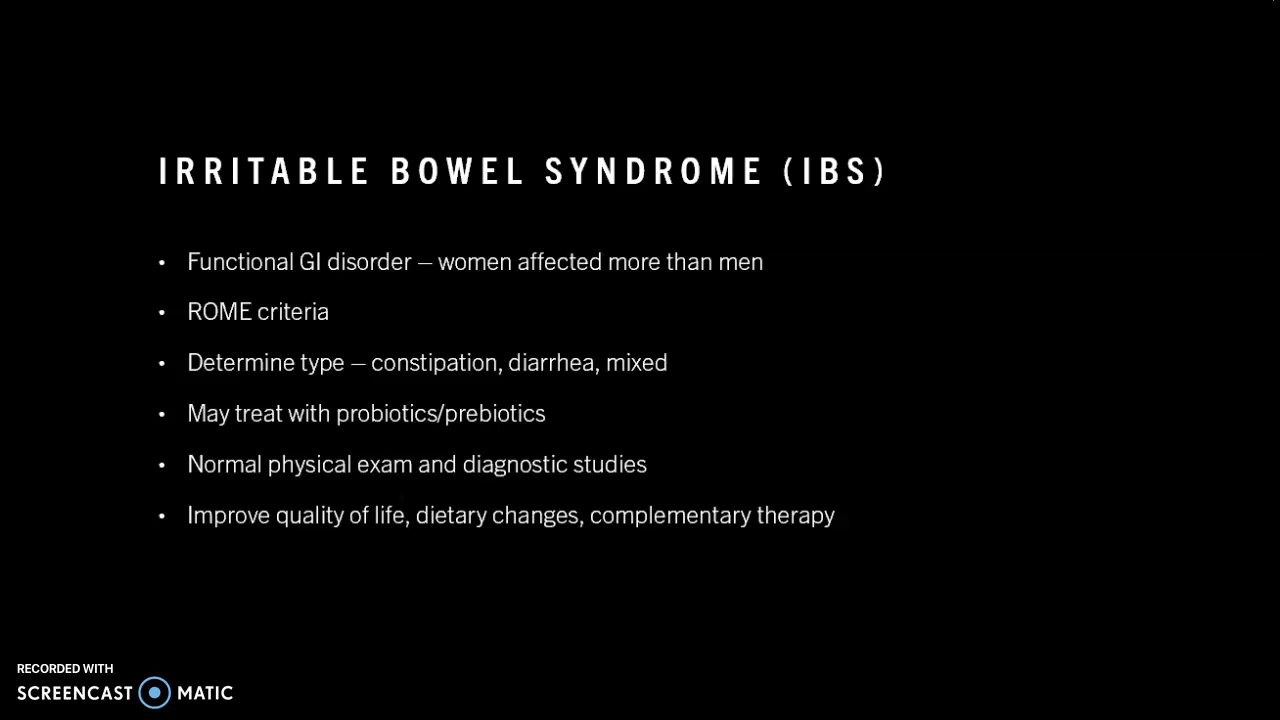 IRRITABLE BOWEL SYNDROME (IBS)
• Functional GI disorder – women affected more than men
• ROME criteria
• Determine type – constipation, diarrhea, mixed
• May treat with probiotics/prebiotics
• Normal physical exam and diagnostic studies
• Improve quality of life, dietary changes, complementary therapy
RECORDED WITH
SCREENCAST MATIC